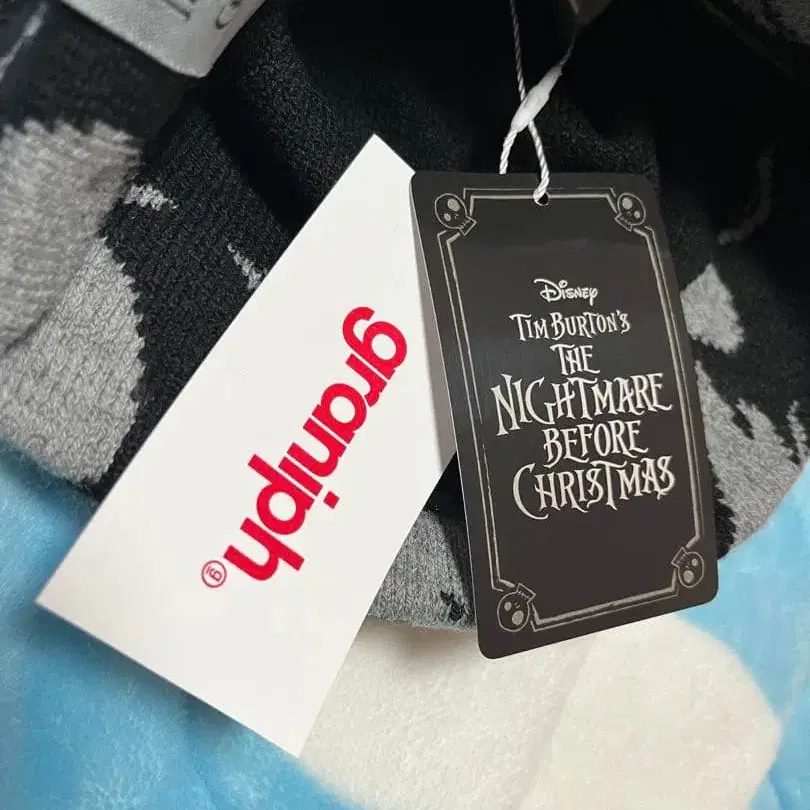 graniph
Disney
TIM BURTON'S
THE
NIGHTMARE
BEFORE
CHRISTMAS